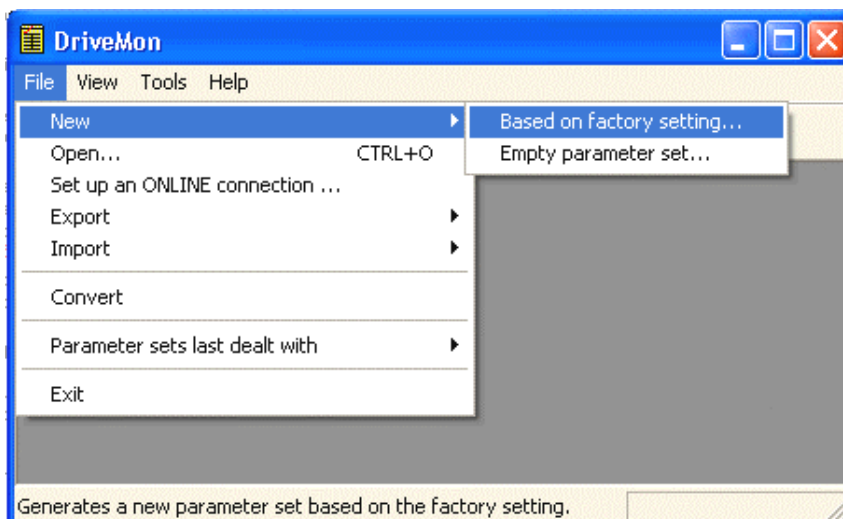 DriveMon
File View Tools Help
New
Based on factory setting...
Open... CTRL+O
Empty parameter set...
Set up an ONLINE connection ...
Export
Import
Convert
Parameter sets last dealt with
Exit
Generates a new parameter set based on the factory setting.